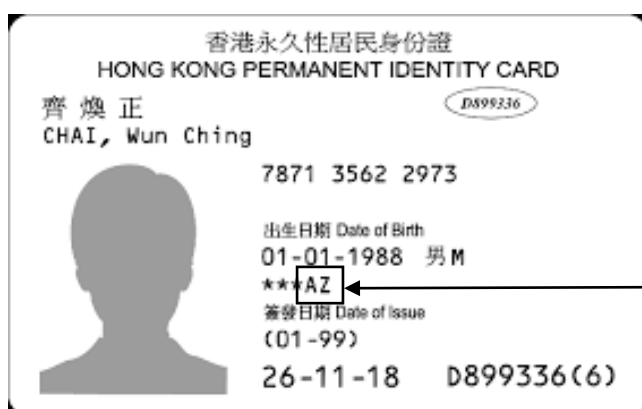 香港永久性居民身份證
HONG KONG PERMANENT IDENTITY CARD
齊 煥 正
D899336
CHAI, Wun Ching
7871 3562 2973
出生日期 Date of Birth
01-01-1988 男 M
***AZ
簽發日期 Date of Issue
(01-99)
26-11-18 D899336(6)